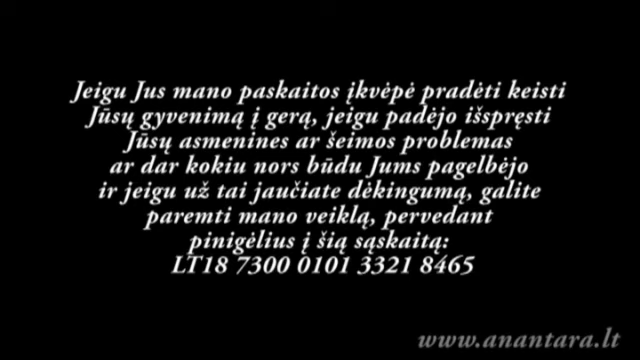 Jeigu Jus mano paskaitos įkvėpė pradėti keisti
Jūsų gyvenimą į gerą, jeigu padėjo išspręsti
Jūsų asmenines ar šeimos problemas
ar dar kokiu nors būdu Jums pagelbėjo
ir jeigu už tai jaučiate dėkingumą, galite
paremti mano veiklą, pervedant
pinigėlius į šią sąskaitą:
LT18 7300 0101 3321 8465
www.anantara.lt